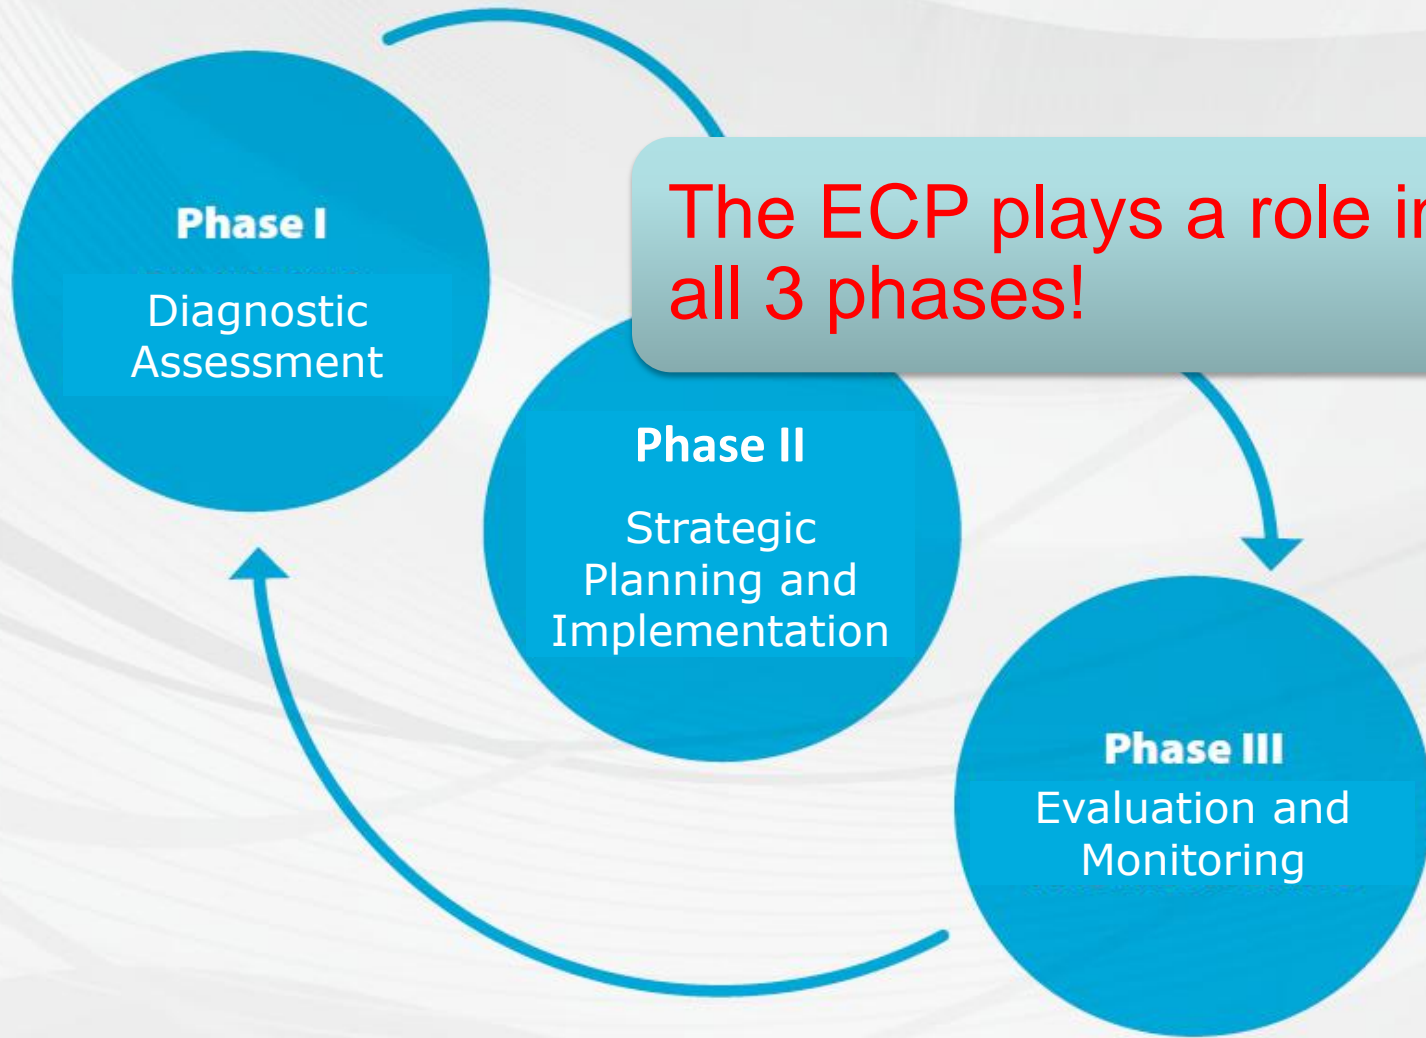 Phase I
Diagnostic
Assessment
The ECP plays a role in
all 3 phases!
Phase II
Strategic
Planning and
Implementation
Phase III
Evaluation and
Monitoring